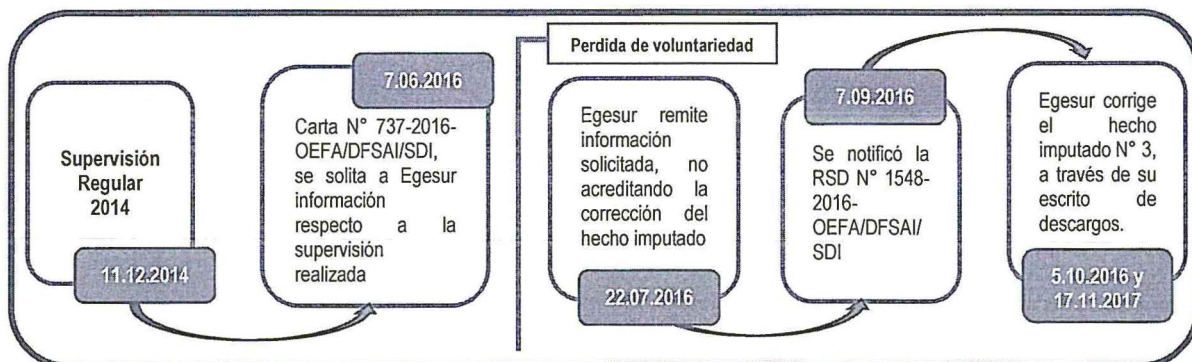 Perdida de voluntariedad
Supervisión
Regular
2014
11.12.2014
7.06.2016
Carta N° 737-2016-
OEFA/DFSAI/SDI,
se solita a Egesur
información
respecto a la
supervisión
realizada
Egesur remite
información
solicitada, no
acreditando la
corrección del
hecho imputado
22.07.2016
7.09.2016
Se notificó la
RSD N° 1548-
2016-
OEFA/DFSAI/
SDI
Egesur corrige
el hecho
imputado N° 3,
a través de su
escrito de
descargos.
5.10.2016 y
17.11.2017